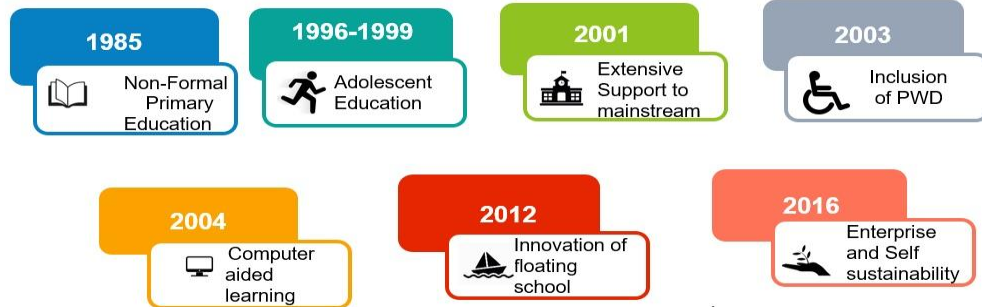 1985
Non-Formal
Primary
Education
1996-1999
Adolescent
Education
2001
Extensive
Support to
mainstream
2003
Inclusion
of PWD
2004
Computer
aided
learning
2012
Innovation of
floating
school
2016
Enterprise
and Self
sustainability